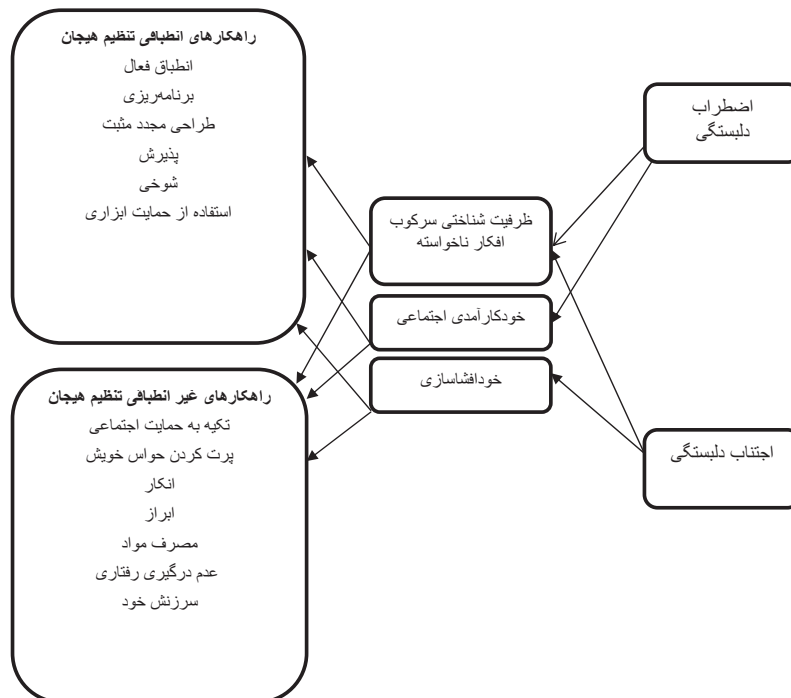 اضطراب
دلبستگی
اجتناب دلبستگی
ظرفیت شناختی سرکوب
افکار ناخواسته
خودکارآمدی اجتماعی
خودافشاسازی
راهکارهای انطباقی تنظیم هیجان
انطباق فعال
برنامه‌ریزی
طراحی مجدد مثبت
پذیرش
شوخی
استفاده از حمایت ابزاری
راهکارهای غیر انطباقی تنظیم هیجان
تکیه به حمایت اجتماعی
پرت کردن حواس خویش
انکار
ابراز
مصرف مواد
عدم درگیری رفتاری
سرزنش خود